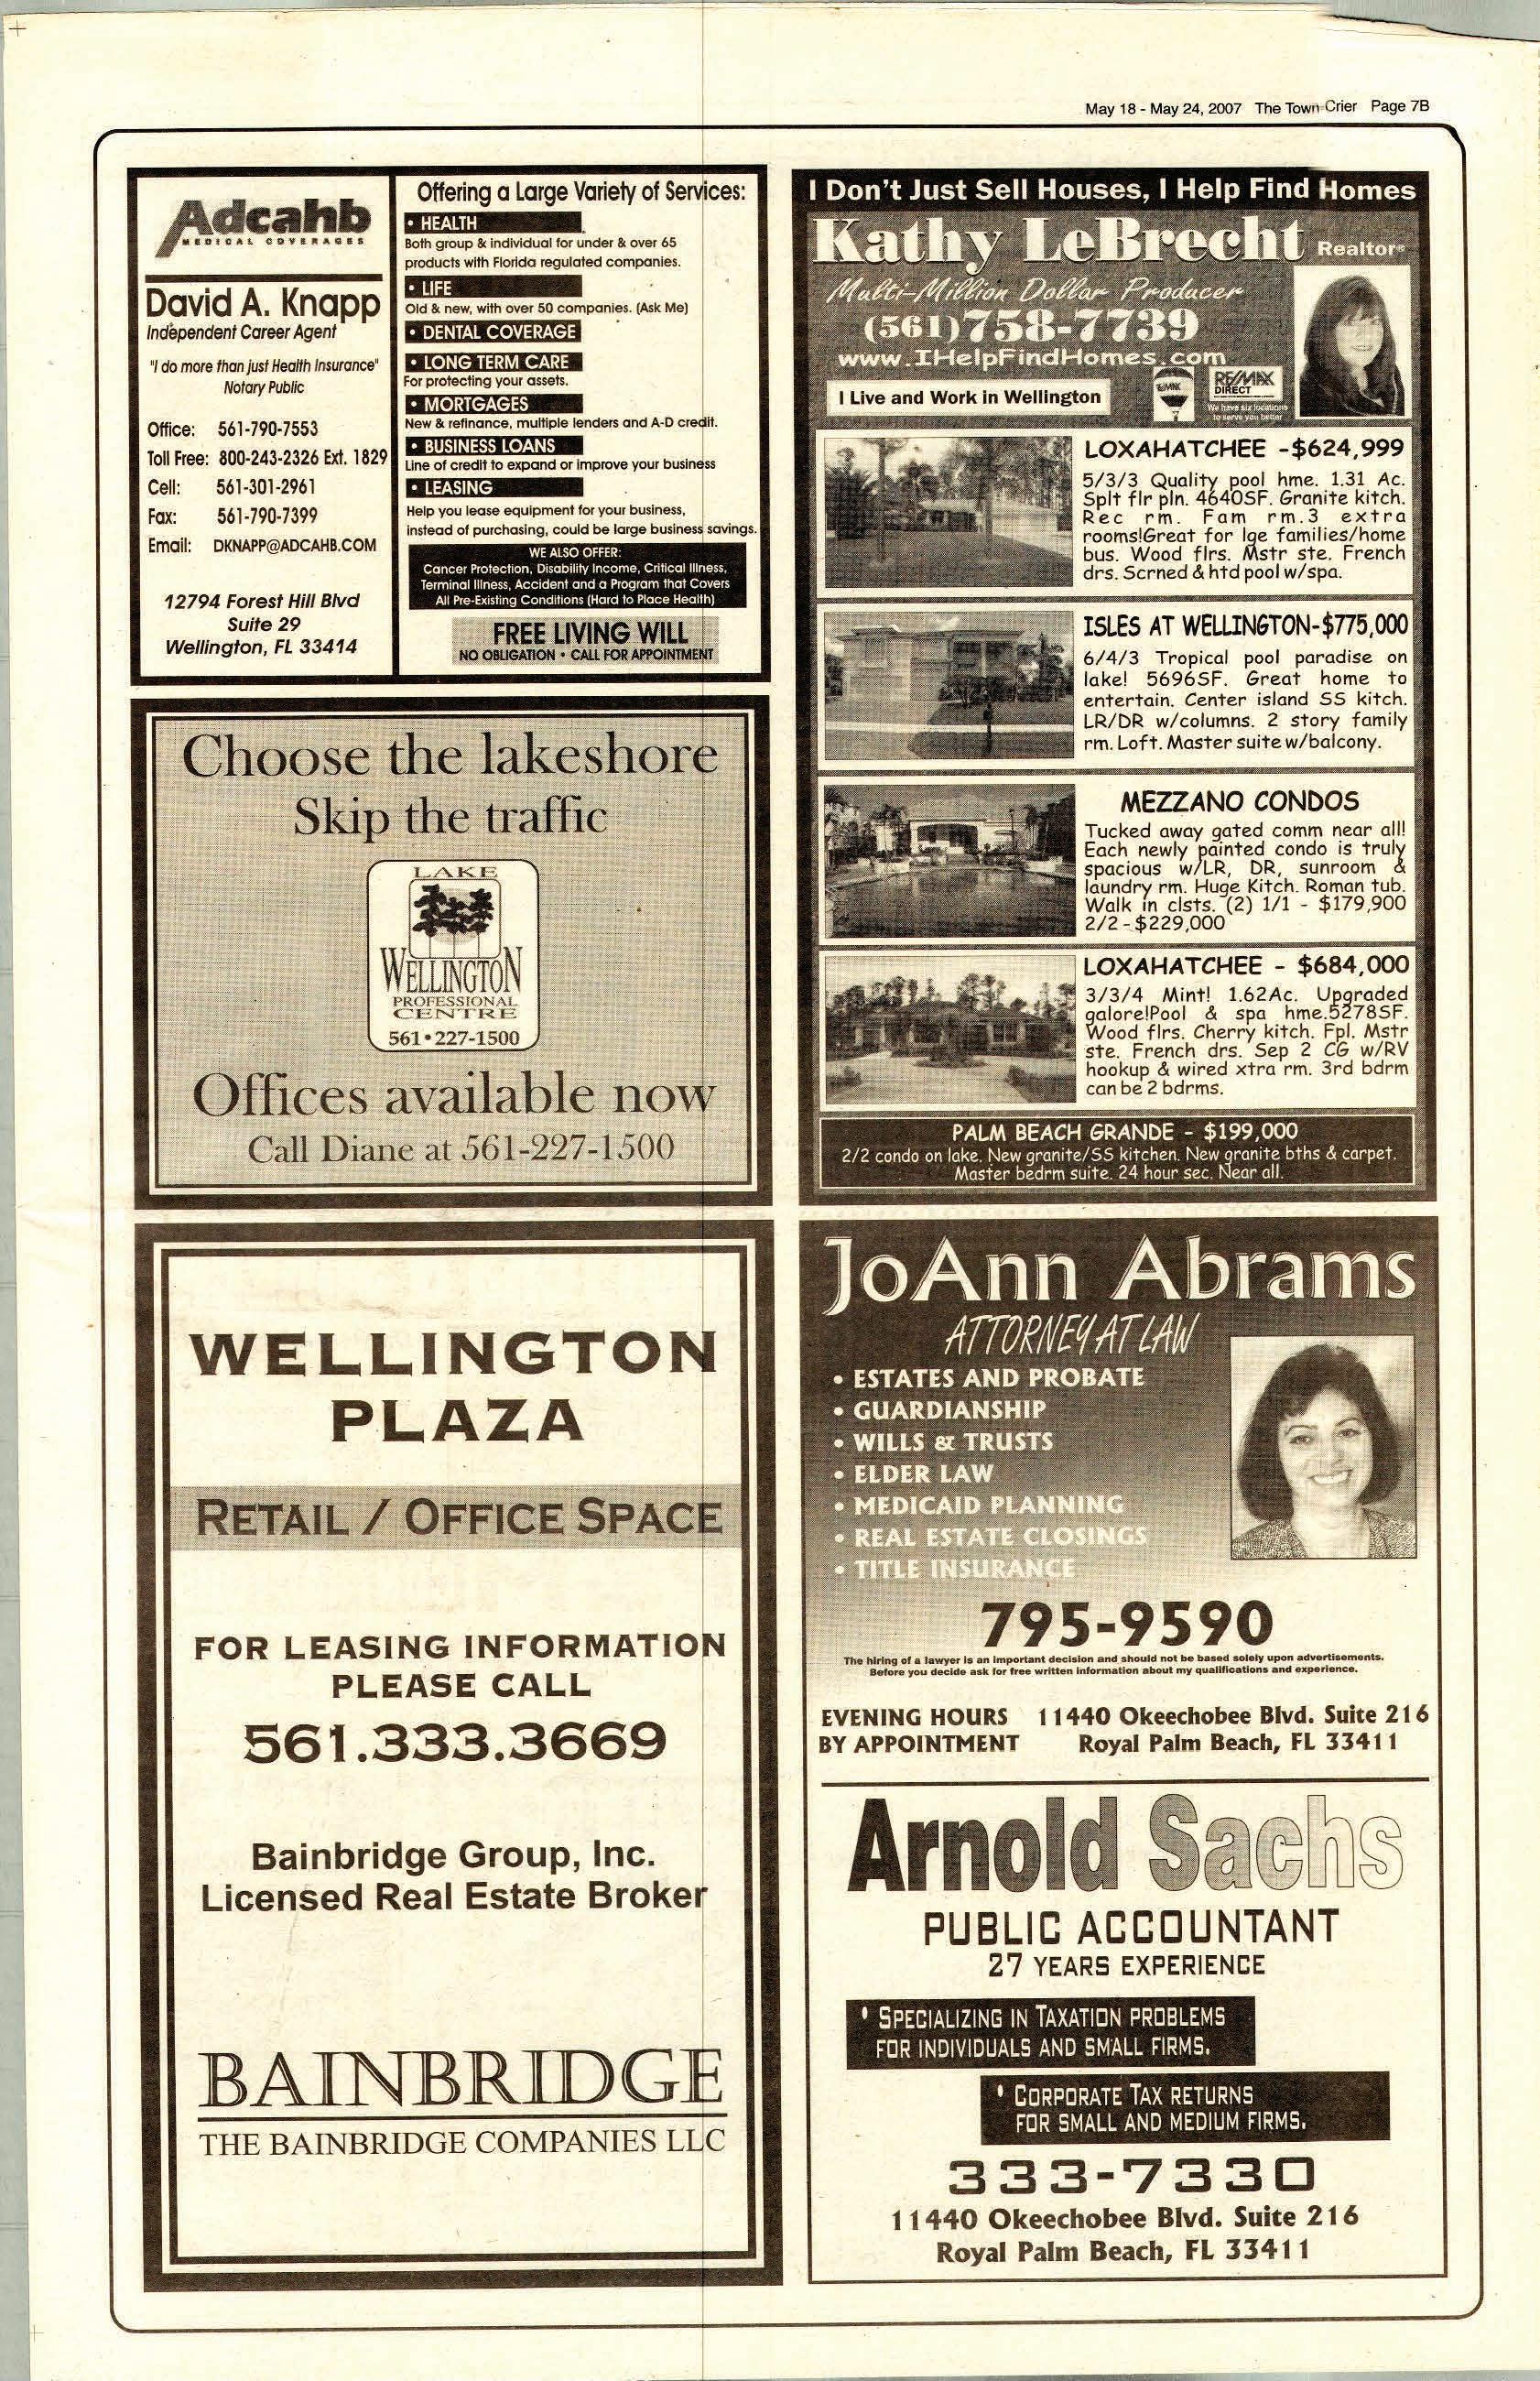 May 18 - May 24, 2007 The Town-Crier Page 7B
Adcahb
MEDICAL COVERAGES
David A. Knapp
Independent Career Agent
"I do more than just Health Insurance"
Notary Public
Office: 561-790-7553
Toll Free: 800-243-2326 Ext. 1829
Cell: 561-301-2961
Fax: 561-790-7399
Email: DKNAPP@ADCAHB.COM
12794 Forest Hill Blvd
Suite 29
Wellington, FL 33414
Offering a Large Variety of Services:
• HEALTH
Both group & individual for under & over 65
products with Florida regulated companies.
• LIFE
Old & new, with over 50 companies. (Ask Me)
• DENTAL COVERAGE
• LONG TERM CARE
For protecting your assets.
• MORTGAGES
New & refinance, multiple lenders and A-D credit.
• BUSINESS LOANS
Line of credit to expand or improve your business
• LEASING
Help you lease equipment for your business,
instead of purchasing, could be large business savings.
WE ALSO OFFER:
Cancer Protection, Disability Income, Critical Illness,
Terminal Illness, Accident and a Program that Covers
All Pre-Existing Conditions (Hard to Place Health)
FREE LIVING WILL
NO OBLIGATION • CALL FOR APPOINTMENT
Choose the lakeshore
Skip the traffic
LAKE
WELLINGTON
PROFESSIONAL
CENTRE
561•227-1500
Offices available now
Call Diane at 561-227-1500
WELLINGTON
PLAZA
RETAIL / OFFICE SPACE
FOR LEASING INFORMATION
PLEASE CALL
561.333.3669
Bainbridge Group, Inc.
Licensed Real Estate Broker
BAINBRIDGE
THE BAINBRIDGE COMPANIES LLC
I Don't Just Sell Houses, I Help Find Homes
Kathy LeBrecht Realtor®
Multi-Million Dollar Producer
(561)758-7739
www.IHelpFindHomes.com
I Live and Work in Wellington
RE/MAX
RE/MAX
DIRECT
We have six locations
to serve you better
LOXAHATCHEE -$624,999
5/3/3 Quality pool hme. 1.31 Ac.
Splt flr pln. 4640SF. Granite kitch.
Rec rm. Fam rm.3 extra
rooms!Great for lge families/home
bus. Wood flrs. Mstr ste. French
drs. Scrned & htd pool w/spa.
ISLES AT WELLINGTON-$775,000
6/4/3 Tropical pool paradise on
lake! 5696SF. Great home to
entertain. Center island SS kitch.
LR/DR w/columns. 2 story family
rm. Loft. Master suite w/balcony.
MEZZANO CONDOS
Tucked away gated comm near all!
Each newly painted condo is truly
spacious w/LR, DR, sunroom &
laundry rm. Huge Kitch. Roman tub.
Walk in clsts. (2) 1/1 - $179,900
2/2 - $229,000
LOXAHATCHEE - $684,000
3/3/4 Mint! 1.62Ac. Upgraded
galore!Pool & spa hme.5278SF.
Wood flrs. Cherry kitch. Fpl. Mstr
ste. French drs. Sep 2 CG w/RV
hookup & wired xtra rm. 3rd bdrm
can be 2 bdrms.
PALM BEACH GRANDE - $199,000
2/2 condo on lake. New granite/SS kitchen. New granite bths & carpet.
Master bedrm suite. 24 hour sec. Near all.
JoAnn Abrams
ATTORNEY AT LAW
• ESTATES AND PROBATE
• GUARDIANSHIP
• WILLS & TRUSTS
• ELDER LAW
• MEDICAID PLANNING
• REAL ESTATE CLOSINGS
• TITLE INSURANCE
795-9590
The hiring of a lawyer is an important decision and should not be based solely upon advertisements.
Before you decide ask for free written information about my qualifications and experience.
EVENING HOURS 11440 Okeechobee Blvd. Suite 216
BY APPOINTMENT Royal Palm Beach, FL 33411
Arnold Sachs
PUBLIC ACCOUNTANT
27 YEARS EXPERIENCE
• SPECIALIZING IN TAXATION PROBLEMS
FOR INDIVIDUALS AND SMALL FIRMS.
• CORPORATE TAX RETURNS
FOR SMALL AND MEDIUM FIRMS.
333-7330
11440 Okeechobee Blvd. Suite 216
Royal Palm Beach, FL 33411